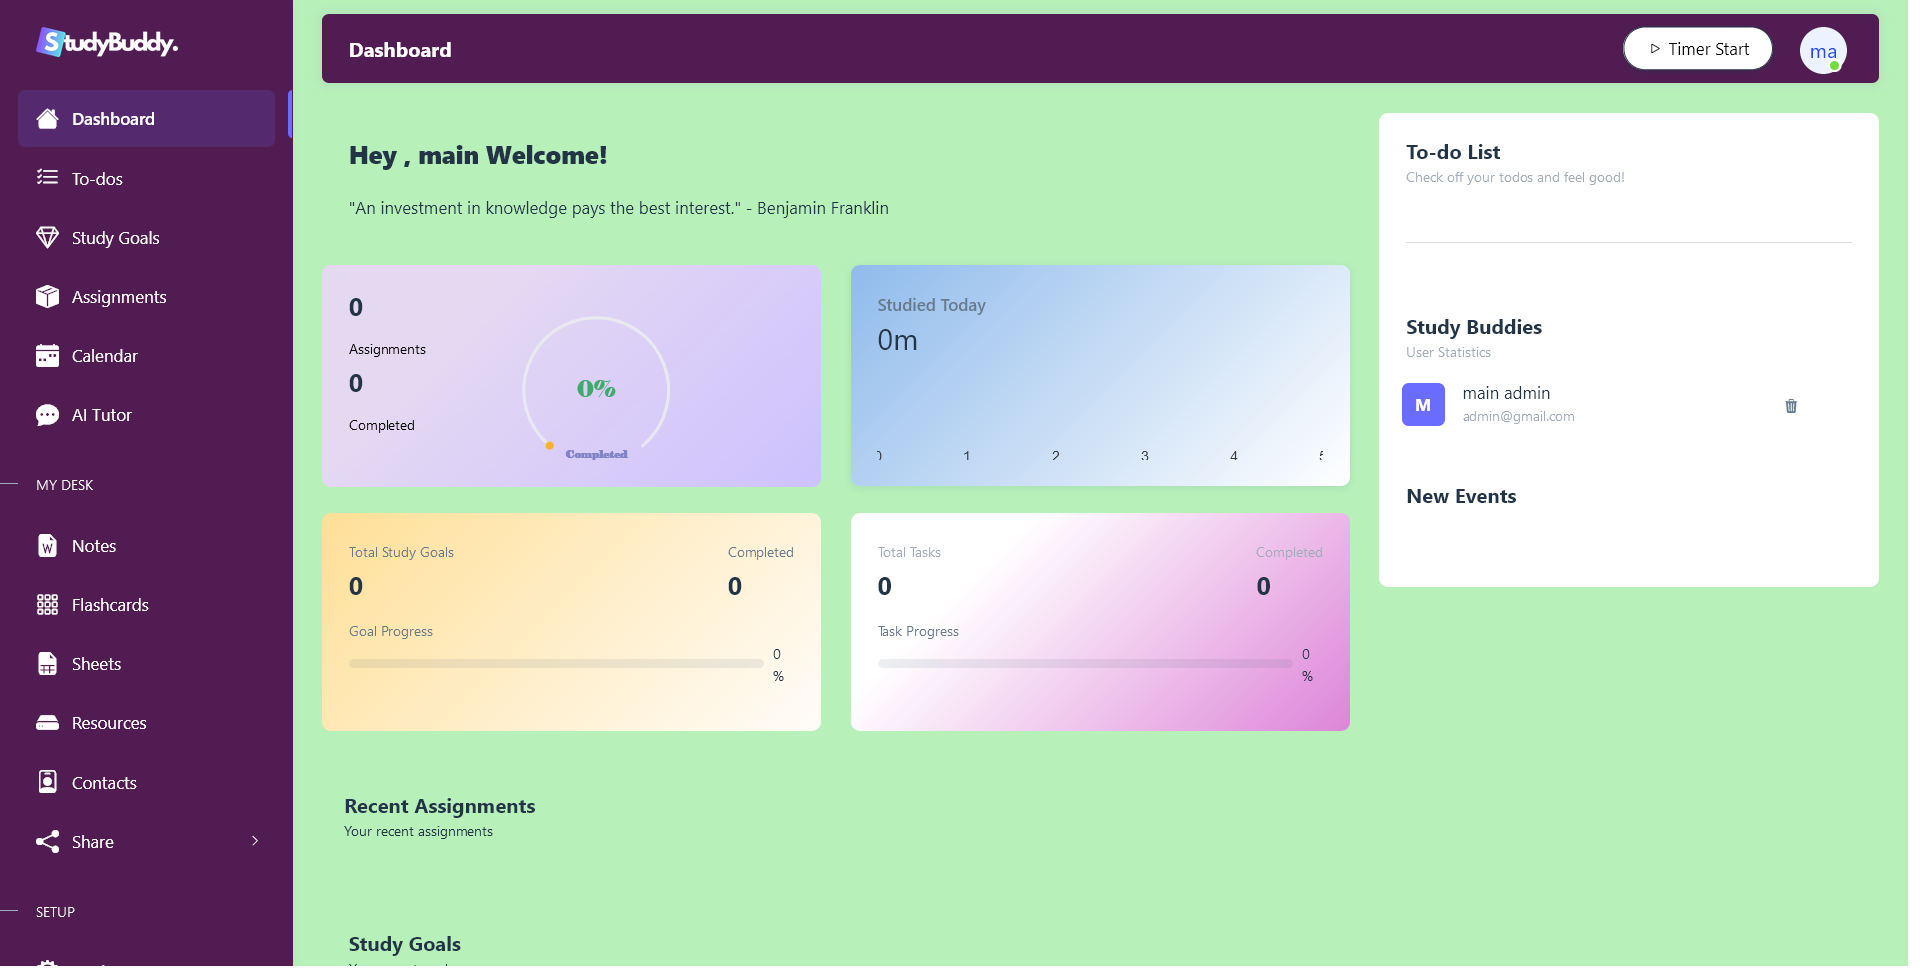 StudyBuddy.
Dashboard
To-dos
Study Goals
Assignments
Calendar
AI Tutor
MY DESK
Notes
Flashcards
Sheets
Resources
Contacts
Share
SETUP
Dashboard
Timer Start
ma
Hey , main Welcome!
"An investment in knowledge pays the best interest." - Benjamin Franklin
0
Assignments
0
Completed
0%
Completed
Studied Today
0m
0 1 2 3 4 5
Total Study Goals
Completed
0
0
Goal Progress
0
%
Total Tasks
Completed
0
0
Task Progress
0
%
Recent Assignments
Your recent assignments
Study Goals
To-do List
Check off your todos and feel good!
Study Buddies
User Statistics
M
main admin
admin@gmail.com
New Events